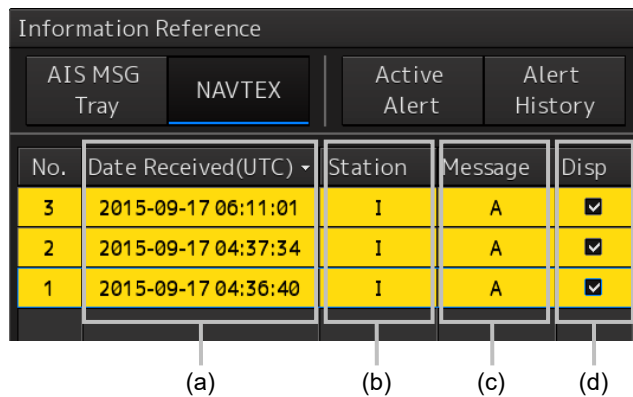 Information Reference
AIS MSG Tray NAVTEX Active Alert Alert History
No. Date Received(UTC) Station Message Disp
3 2015-09-17 06:11:01 I A
2 2015-09-17 04:37:34 I A
1 2015-09-17 04:36:40 I A
(a) (b) (c) (d)